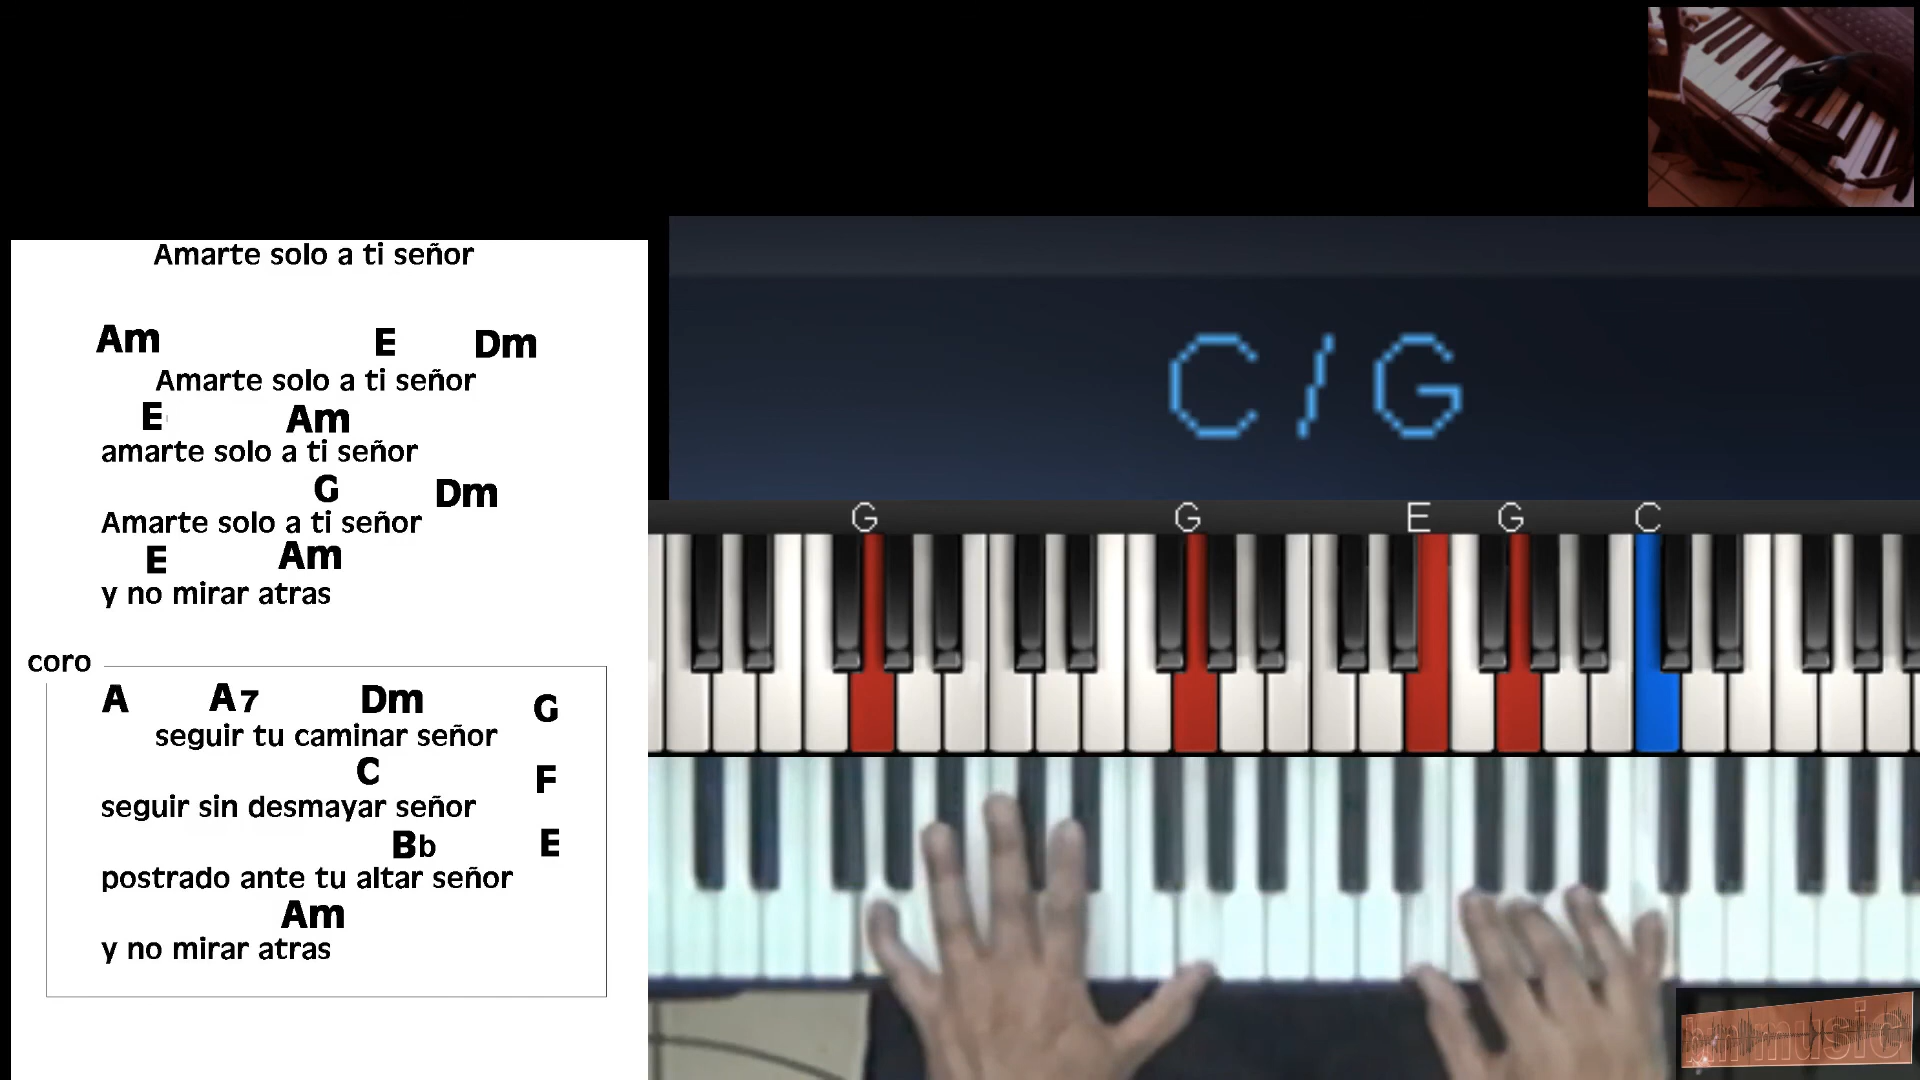 Amarte solo a ti señor
Am E Dm
Amarte solo a ti señor
E Am
amarte solo a ti señor
G Dm
Amarte solo a ti señor
E Am
y no mirar atras
coro
A A7 Dm G
seguir tu caminar señor
C F
seguir sin desmayar señor
Bb E
postrado ante tu altar señor
Am
y no mirar atras
C/G
G G E G C